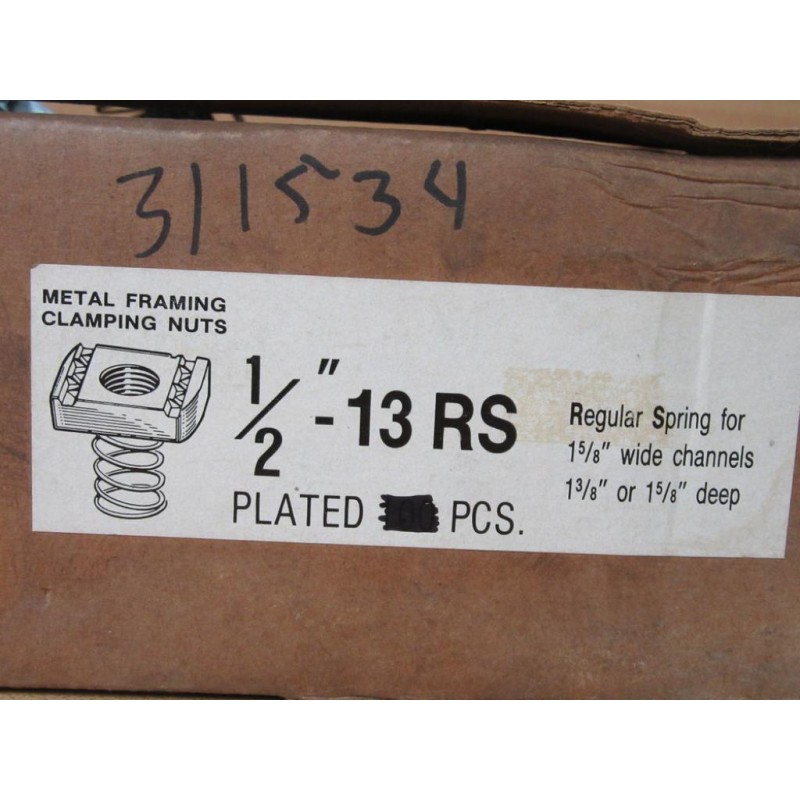 311534
METAL FRAMING
CLAMPING NUTS
1/2" - 13 RS
PLATED PCS.
Regular Spring for
1 5/8" wide channels
1 3/8" or 1 5/8" deep